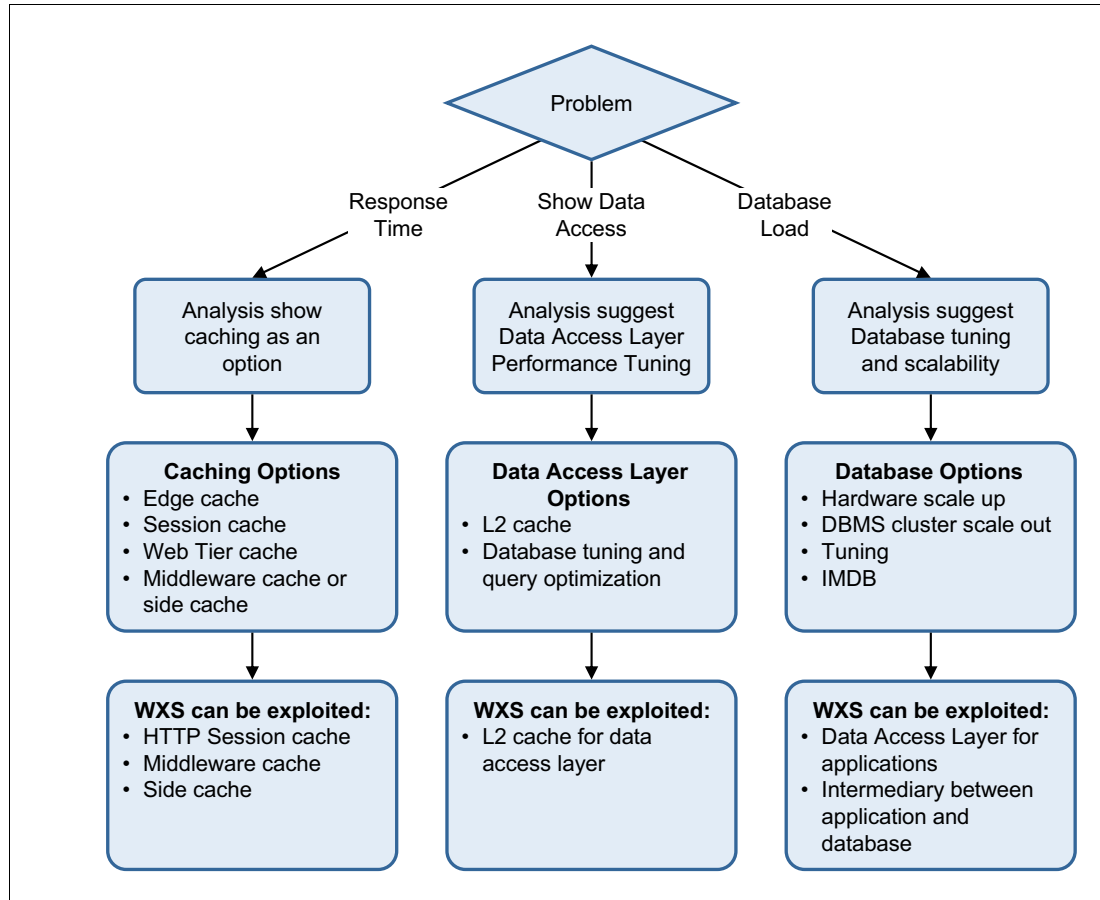 Problem
Response
Time
Show Data
Access
Database
Load
Analysis show
caching as an
option
Analysis suggest
Data Access Layer
Performance Tuning
Analysis suggest
Database tuning
and scalability
Caching Options
• Edge cache
• Session cache
• Web Tier cache
• Middleware cache or
side cache
Data Access Layer
Options
• L2 cache
• Database tuning and
query optimization
Database Options
• Hardware scale up
• DBMS cluster scale out
• Tuning
• IMDB
WXS can be exploited:
• HTTP Session cache
• Middleware cache
• Side cache
WXS can be exploited:
• L2 cache for data
access layer
WXS can be exploited:
• Data Access Layer for
applications
• Intermediary between
application and
database